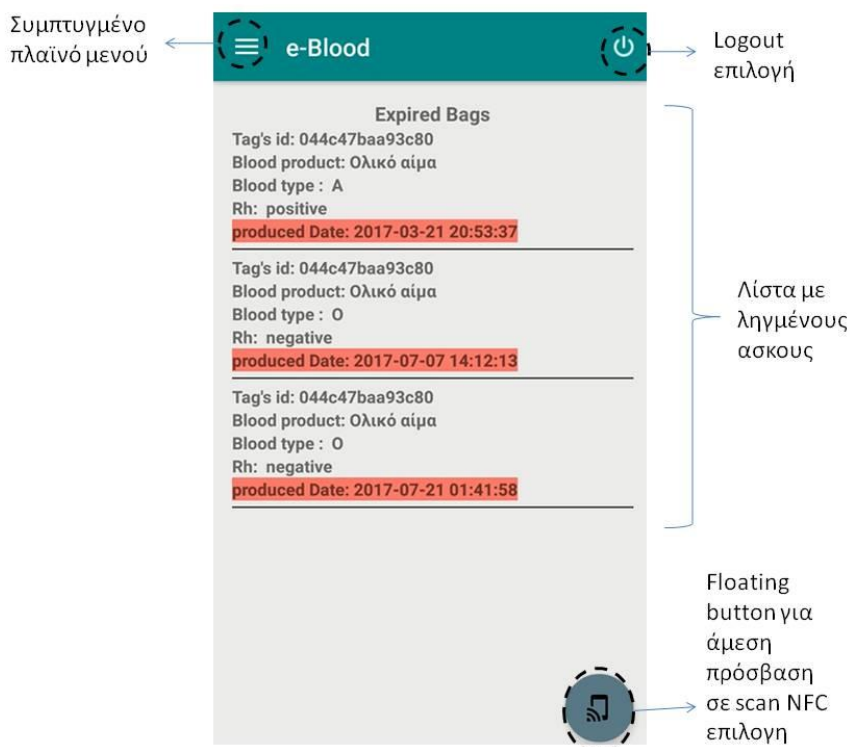 Συμπτυγμένο
πλαϊνό μενού
e-Blood
Logout
επιλογή
Expired Bags
Tag's id: 044c47baa93c80
Blood product: Ολικό αίμα
Blood type : A
Rh: positive
produced Date: 2017-03-21 20:53:37
Tag's id: 044c47baa93c80
Blood product: Ολικό αίμα
Blood type : O
Rh: negative
produced Date: 2017-07-07 14:12:13
Tag's id: 044c47baa93c80
Blood product: Ολικό αίμα
Blood type : O
Rh: negative
produced Date: 2017-07-21 01:41:58
Λίστα με
ληγμένους
ασκους
Floating
button για
άμεση
πρόσβαση
σε scan NFC
επιλογη